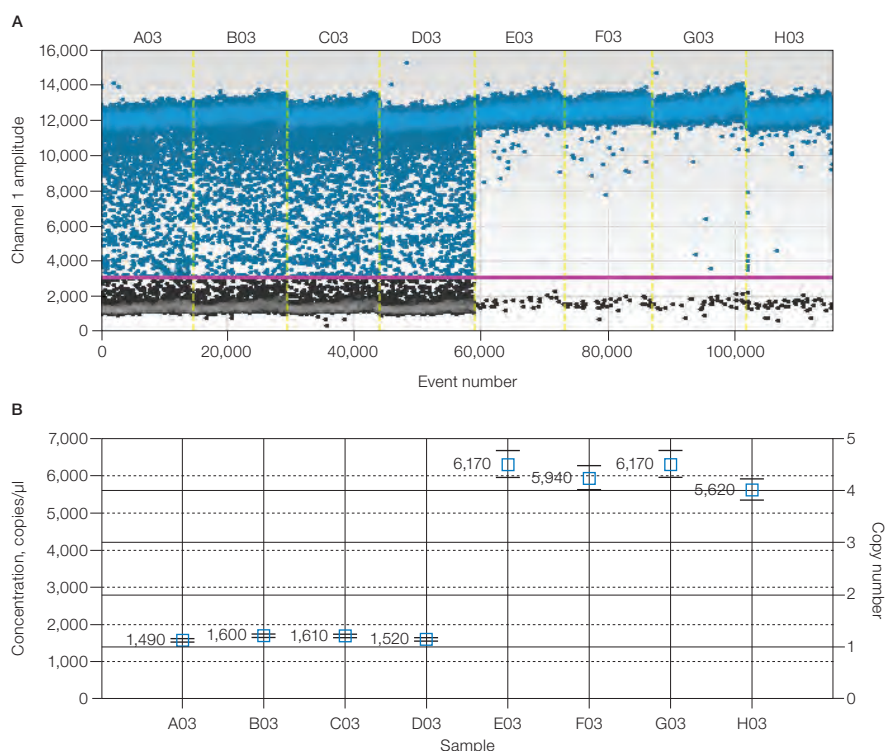 A
A03 B03 C03 D03 E03 F03 G03 H03
16,000
14,000
12,000
10,000
8,000
6,000
4,000
2,000
0
Channel 1 amplitude
0 20,000 40,000 60,000 80,000 100,000
Event number
B
7,000
6,000
5,000
4,000
3,000
2,000
1,000
0
Concentration, copies/µl
1,490 1,600 1,610 1,520 6,170 5,940 6,170 5,620
5
4
3
2
1
0
Copy number
A03 B03 C03 D03 E03 F03 G03 H03
Sample